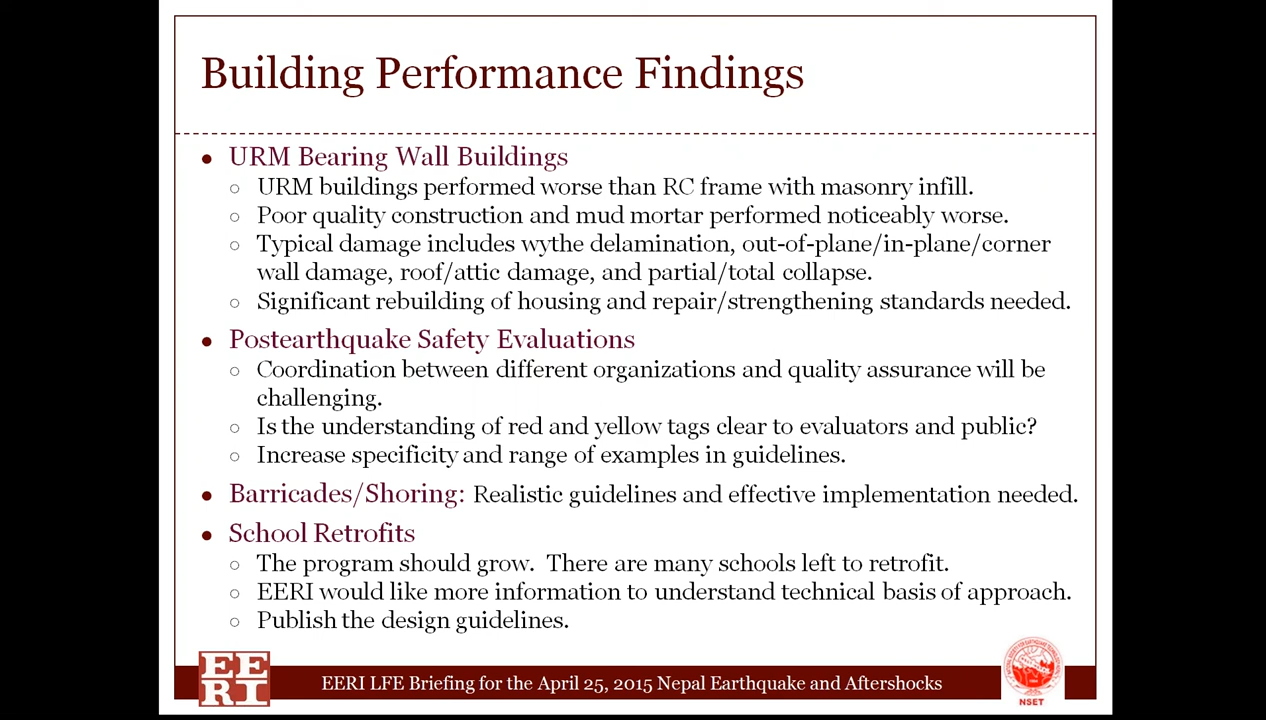 Building Performance Findings
URM Bearing Wall Buildings
URM buildings performed worse than RC frame with masonry infill.
Poor quality construction and mud mortar performed noticeably worse.
Typical damage includes wythe delamination, out-of-plane/in-plane/corner
wall damage, roof/attic damage, and partial/total collapse.
Significant rebuilding of housing and repair/strengthening standards needed.
Postearthquake Safety Evaluations
Coordination between different organizations and quality assurance will be
challenging.
Is the understanding of red and yellow tags clear to evaluators and public?
Increase specificity and range of examples in guidelines.
Barricades/Shoring: Realistic guidelines and effective implementation needed.
School Retrofits
The program should grow. There are many schools left to retrofit.
EERI would like more information to understand technical basis of approach.
Publish the design guidelines.
EE
RI
EERI LFE Briefing for the April 25, 2015 Nepal Earthquake and Aftershocks
NSET